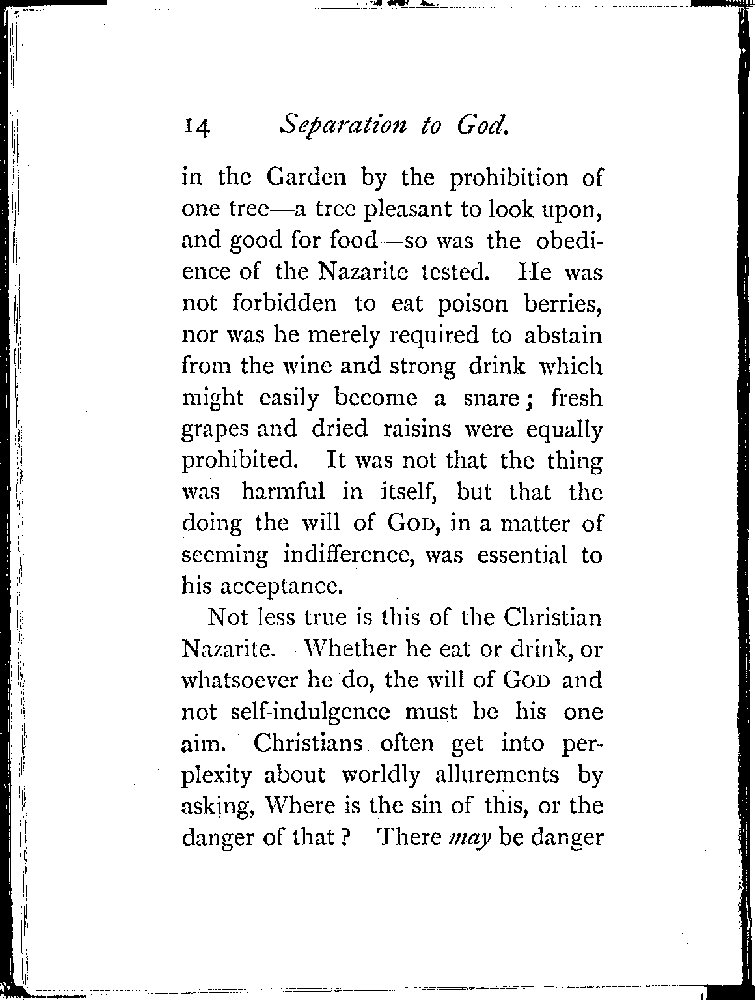 14 Separation to God.
in the Garden by the prohibition of
one tree—a tree pleasant to look upon,
and good for food—so was the obedi-
ence of the Nazarite tested. He was
not forbidden to eat poison berries,
nor was he merely required to abstain
from the wine and strong drink which
might easily become a snare; fresh
grapes and dried raisins were equally
prohibited. It was not that the thing
was harmful in itself, but that the
doing the will of GOD, in a matter of
seeming indifference, was essential to
his acceptance.
Not less true is this of the Christian
Nazarite. Whether he eat or drink, or
whatsoever he do, the will of GOD and
not self-indulgence must be his one
aim. Christians often get into per-
plexity about worldly allurements by
asking, Where is the sin of this, or the
danger of that? There may be danger